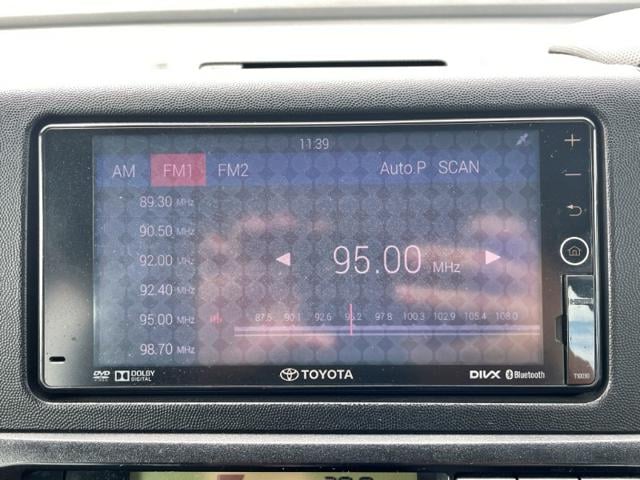 11:39
AM FM1 FM2 Auto.P SCAN
89.30 MHz
90.50 MHz
92.00 MHz
92.40 MHz
95.00 MHz
98.70 MHz
95.00 MHz
87.5 90.1 92.6 95.2 97.8 100.3 102.9 105.4 108.0
DVD DOLBY DIGITAL TOYOTA DIVX Bluetooth T10030